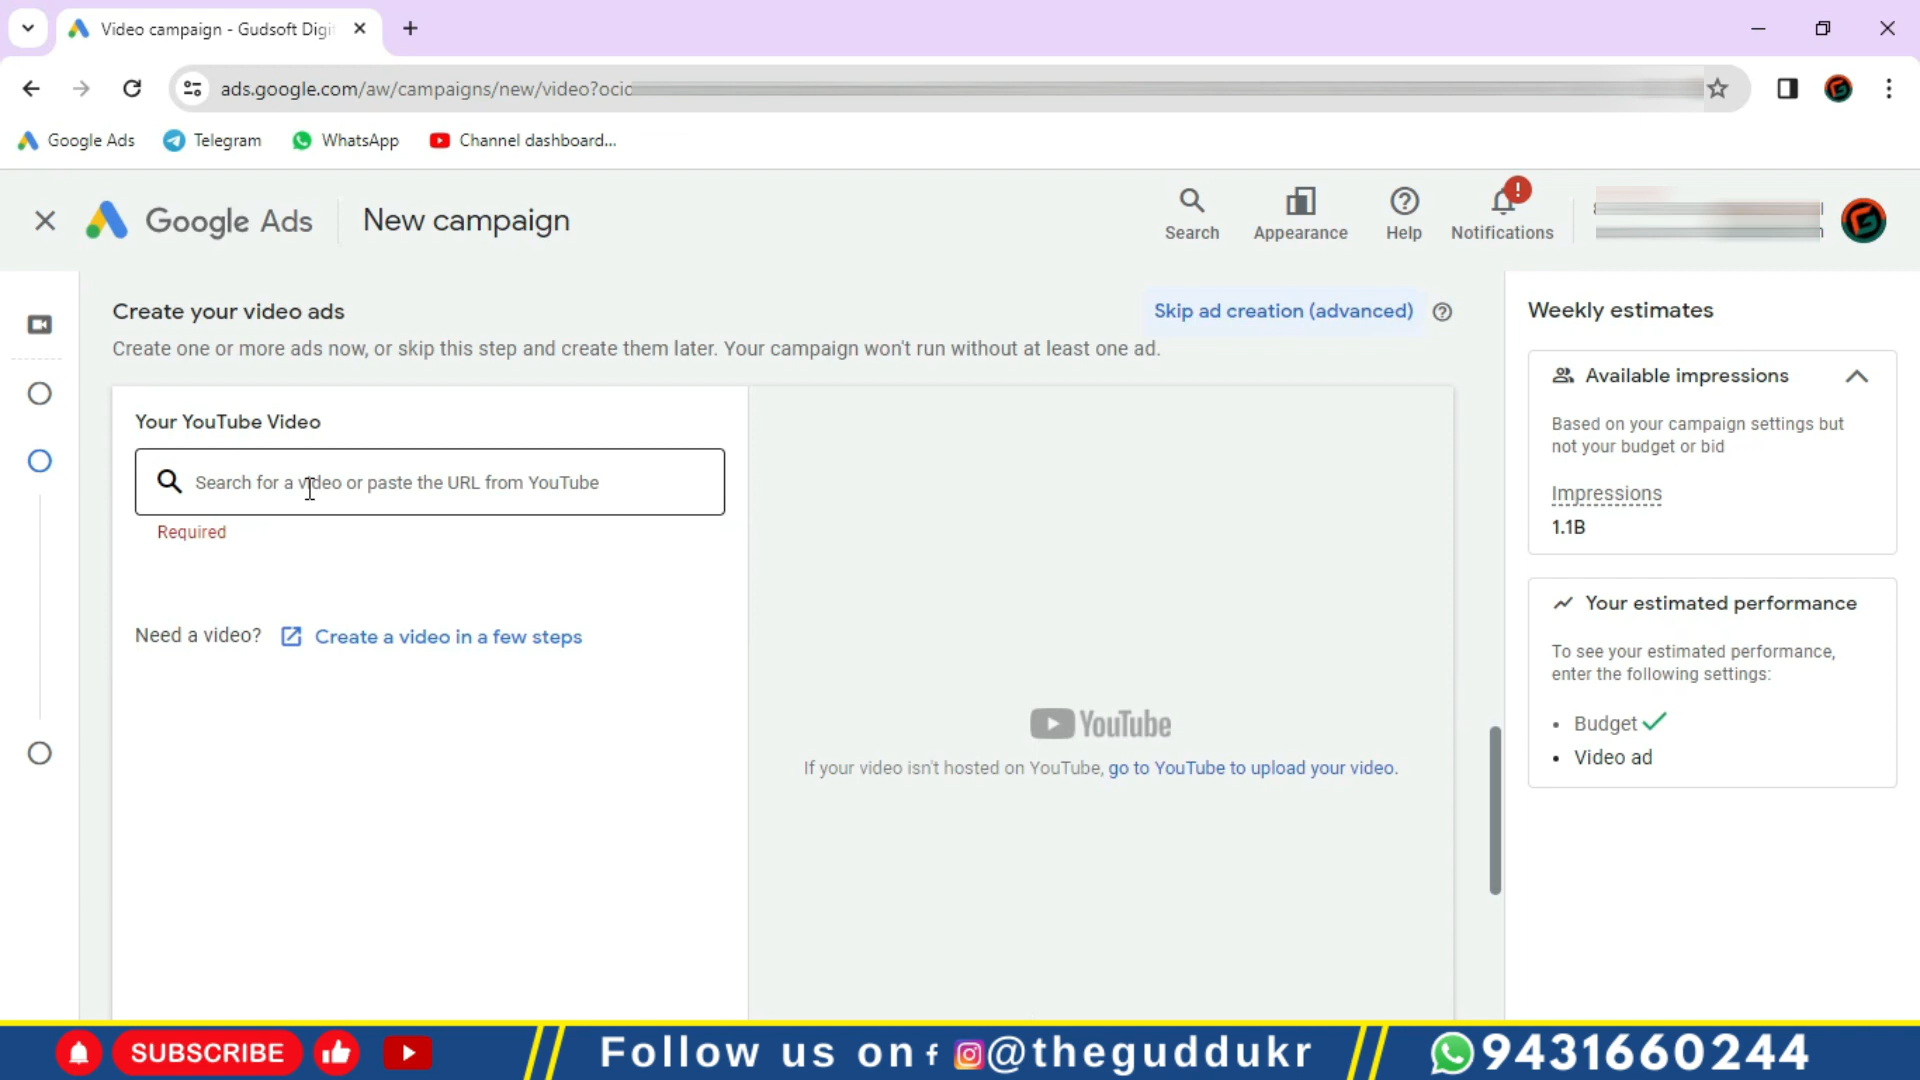 Video campaign - Gudsoft Digi
ads.google.com/aw/campaigns/new/video?ocid
Google Ads
Telegram
WhatsApp
Channel dashboard...
Google Ads
New campaign
Search
Appearance
Help
Notifications
Create your video ads
Skip ad creation (advanced)
Create one or more ads now, or skip this step and create them later. Your campaign won't run without at least one ad.
Your YouTube Video
Search for a video or paste the URL from YouTube
Required
Need a video?
Create a video in a few steps
YouTube
If your video isn't hosted on YouTube, go to YouTube to upload your video.
Weekly estimates
Available impressions
Based on your campaign settings but
not your budget or bid
Impressions
1.1B
Your estimated performance
To see your estimated performance,
enter the following settings:
• Budget
• Video ad
SUBSCRIBE
Follow us on f @theguddukr
9431660244